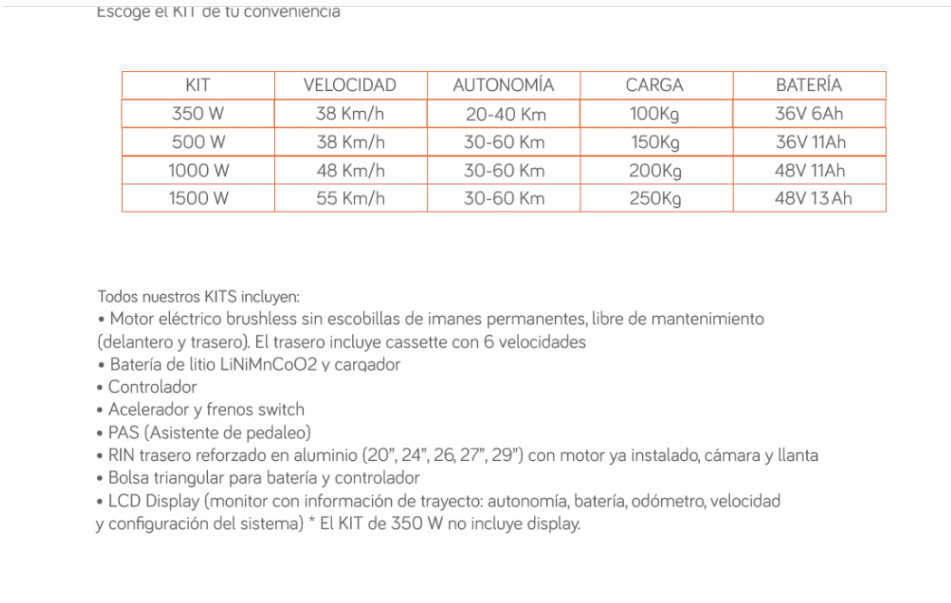 Escoge el KIT de tu conveniencia
KIT VELOCIDAD AUTONOMÍA CARGA BATERÍA
350 W 38 Km/h 20-40 Km 100Kg 36V 6Ah
500 W 38 Km/h 30-60 Km 150Kg 36V 11Ah
1000 W 48 Km/h 30-60 Km 200Kg 48V 11Ah
1500 W 55 Km/h 30-60 Km 250Kg 48V 13Ah
Todos nuestros KITS incluyen:
• Motor eléctrico brushless sin escobillas de imanes permanentes, libre de mantenimiento
(delantero y trasero). El trasero incluye cassette con 6 velocidades
• Batería de litio LiNiMnCoO2 y cargador
• Controlador
• Acelerador y frenos switch
• PAS (Asistente de pedaleo)
• RIN trasero reforzado en aluminio (20”, 24”, 26, 27”, 29”) con motor ya instalado, cámara y llanta
• Bolsa triangular para batería y controlador
• LCD Display (monitor con información de trayecto: autonomía, batería, odómetro, velocidad
y configuración del sistema) * El KIT de 350 W no incluye display.